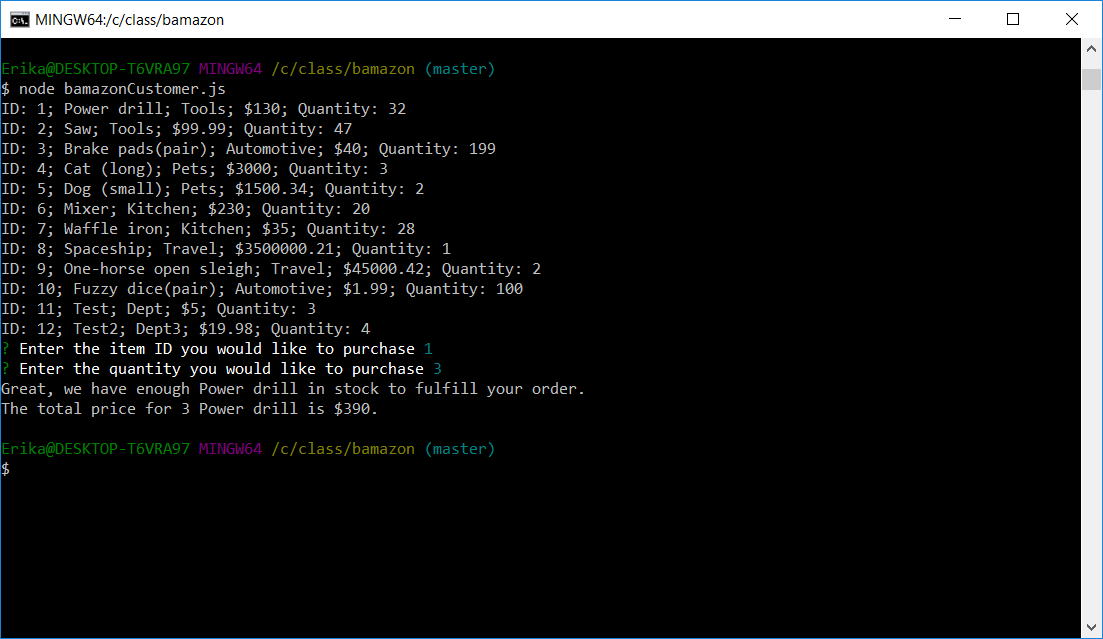 MINGW64:/c/class/bamazon
Erika@DESKTOP-T6VRA97 MINGW64 /c/class/bamazon (master)
$ node bamazonCustomer.js
ID: 1; Power drill; Tools; $130; Quantity: 32
ID: 2; Saw; Tools; $99.99; Quantity: 47
ID: 3; Brake pads(pair); Automotive; $40; Quantity: 199
ID: 4; Cat (long); Pets; $3000; Quantity: 3
ID: 5; Dog (small); Pets; $1500.34; Quantity: 2
ID: 6; Mixer; Kitchen; $230; Quantity: 20
ID: 7; Waffle iron; Kitchen; $35; Quantity: 28
ID: 8; Spaceship; Travel; $3500000.21; Quantity: 1
ID: 9; One-horse open sleigh; Travel; $45000.42; Quantity: 2
ID: 10; Fuzzy dice(pair); Automotive; $1.99; Quantity: 100
ID: 11; Test; Dept; $5; Quantity: 3
ID: 12; Test2; Dept3; $19.98; Quantity: 4
? Enter the item ID you would like to purchase 1
? Enter the quantity you would like to purchase 3
Great, we have enough Power drill in stock to fulfill your order.
The total price for 3 Power drill is $390.
Erika@DESKTOP-T6VRA97 MINGW64 /c/class/bamazon (master)
$